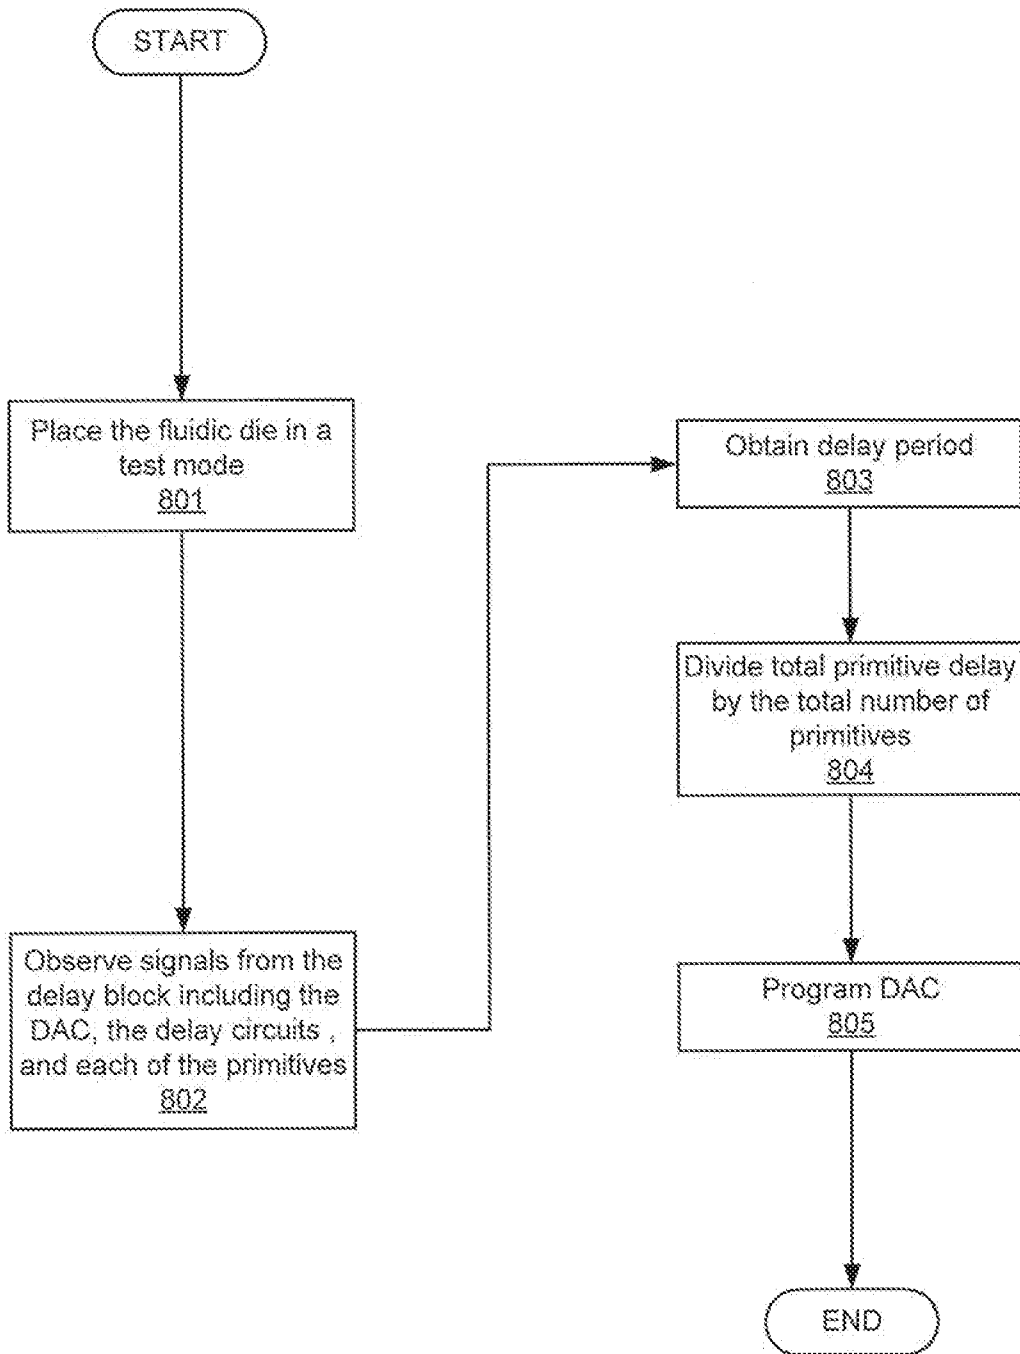 START
Place the fluidic die in a
test mode
801
Observe signals from the
delay block including the
DAC, the delay circuits ,
and each of the primitives
802
Obtain delay period
803
Divide total primitive delay
by the total number of
primitives
804
Program DAC
805
END